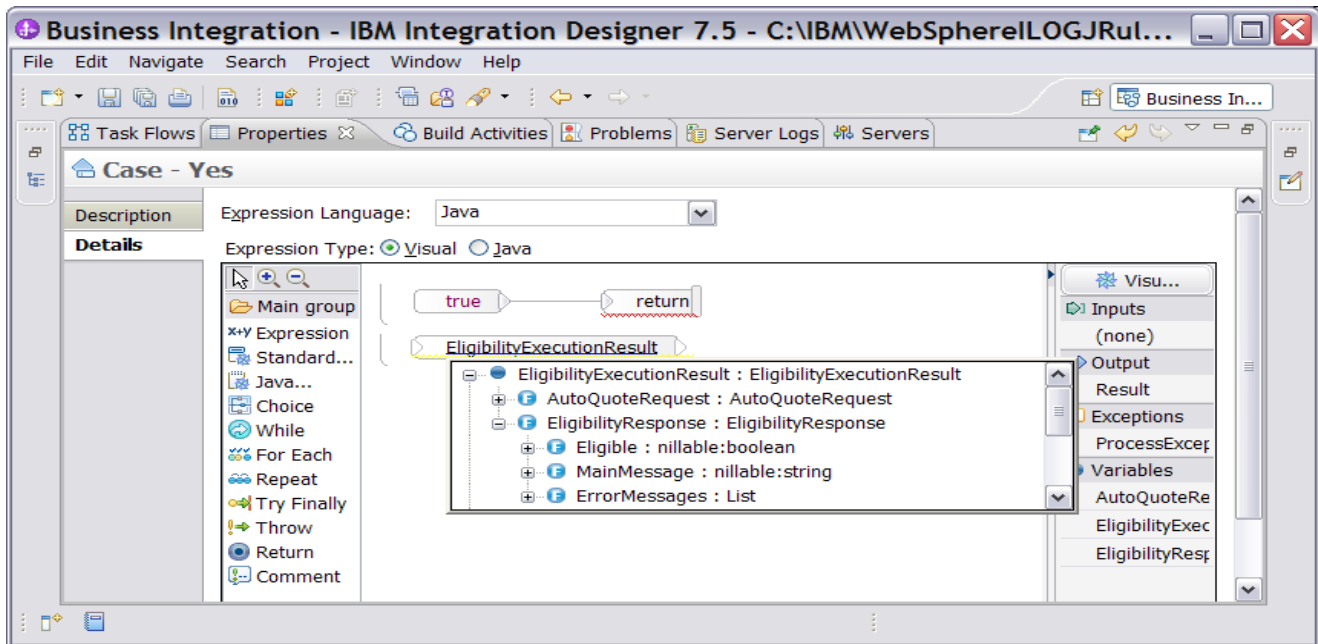 Business Integration - IBM Integration Designer 7.5 - C:\IBM\WebSphereILOGJRul...
File Edit Navigate Search Project Window Help
010
Business In...
Task Flows Properties Build Activities Problems Server Logs Servers
Case - Yes
Description
Details
Expression Language: Java
Expression Type: Visual Java
Main group
X+Y Expression
Standard...
Java...
Choice
While
For Each
Repeat
Try Finally
Throw
Return
Comment
true return
EligibilityExecutionResult
EligibilityExecutionResult : EligibilityExecutionResult
F AutoQuoteRequest : AutoQuoteRequest
F EligibilityResponse : EligibilityResponse
F Eligible : nillable:boolean
F MainMessage : nillable:string
F ErrorMessages : List
Visu...
Inputs
(none)
Output
Result
Exceptions
ProcessExcep
Variables
AutoQuoteRe
EligibilityExec
EligibilityResp